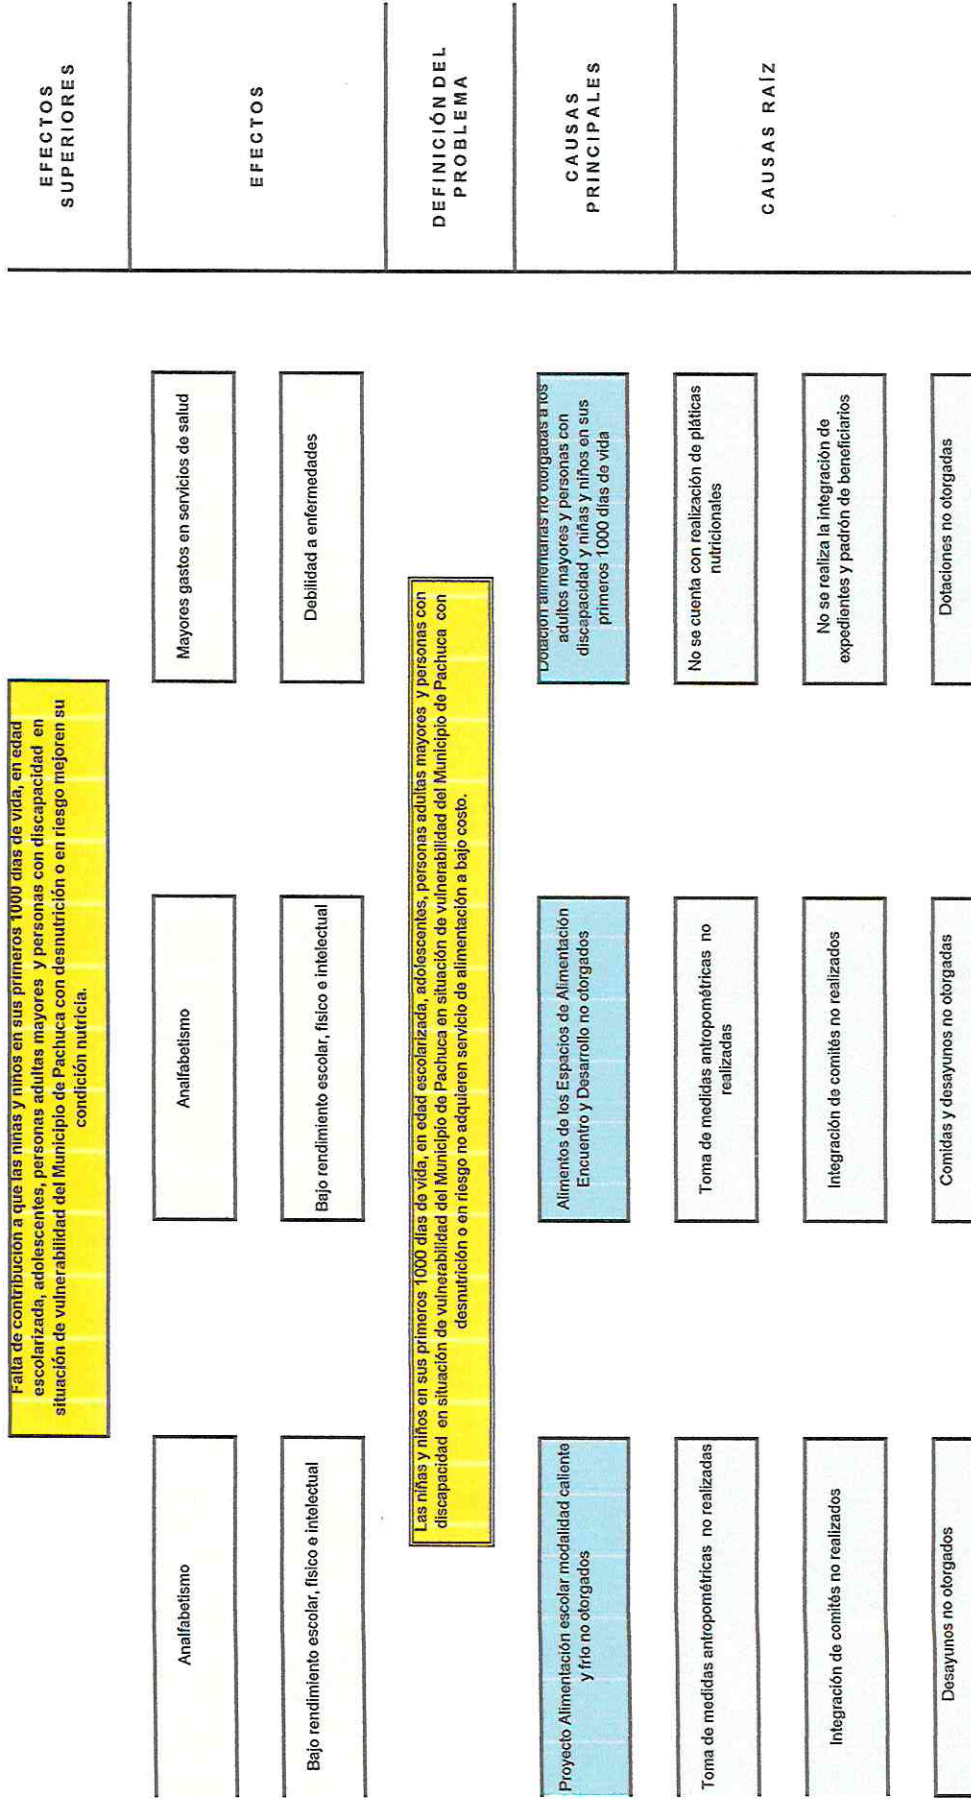 EFECTOS
SUPERIORES
Falta de contribución a que las niñas y niños en sus primeros 1000 días de vida, en edad
escolarizada, adolescentes, personas adultas mayores y personas con discapacidad en
situación de vulnerabilidad del Municipio de Pachuca con desnutrición o en riesgo mejoren su
condición nutricia.
EFECTOS
Analfabetismo
Analfabetismo
Mayores gastos en servicios de salud
Bajo rendimiento escolar, físico e intelectual
Bajo rendimiento escolar, físico e intelectual
Debilidad a enfermedades
DEFINICIÓN DEL
PROBLEMA
Las niñas y niños en sus primeros 1000 días de vida, en edad escolarizada, adolescentes, personas adultas mayores y personas con
discapacidad en situación de vulnerabilidad del Municipio de Pachuca en situación de vulnerabilidad del Municipio de Pachuca con
desnutrición o en riesgo no adquieren servicio de alimentación a bajo costo.
CAUSAS
PRINCIPALES
Proyecto Alimentación escolar modalidad caliente
y frio no otorgados
Alimentos de los Espacios de Alimentación
Encuentro y Desarrollo no otorgados
Dotación alimentarias no otorgadas a los
adultos mayores y personas con
discapacidad y niñas y niños en sus
primeros 1000 días de vida
CAUSAS RAÍZ
Toma de medidas antropométricas no realizadas
Toma de medidas antropométricas no
realizadas
No se cuenta con realización de pláticas
nutricionales
Integración de comités no realizados
Integración de comités no realizados
No se realiza la integración de
expedientes y padrón de beneficiarios
Desayunos no otorgados
Comidas y desayunos no otorgadas
Dotaciones no otorgadas